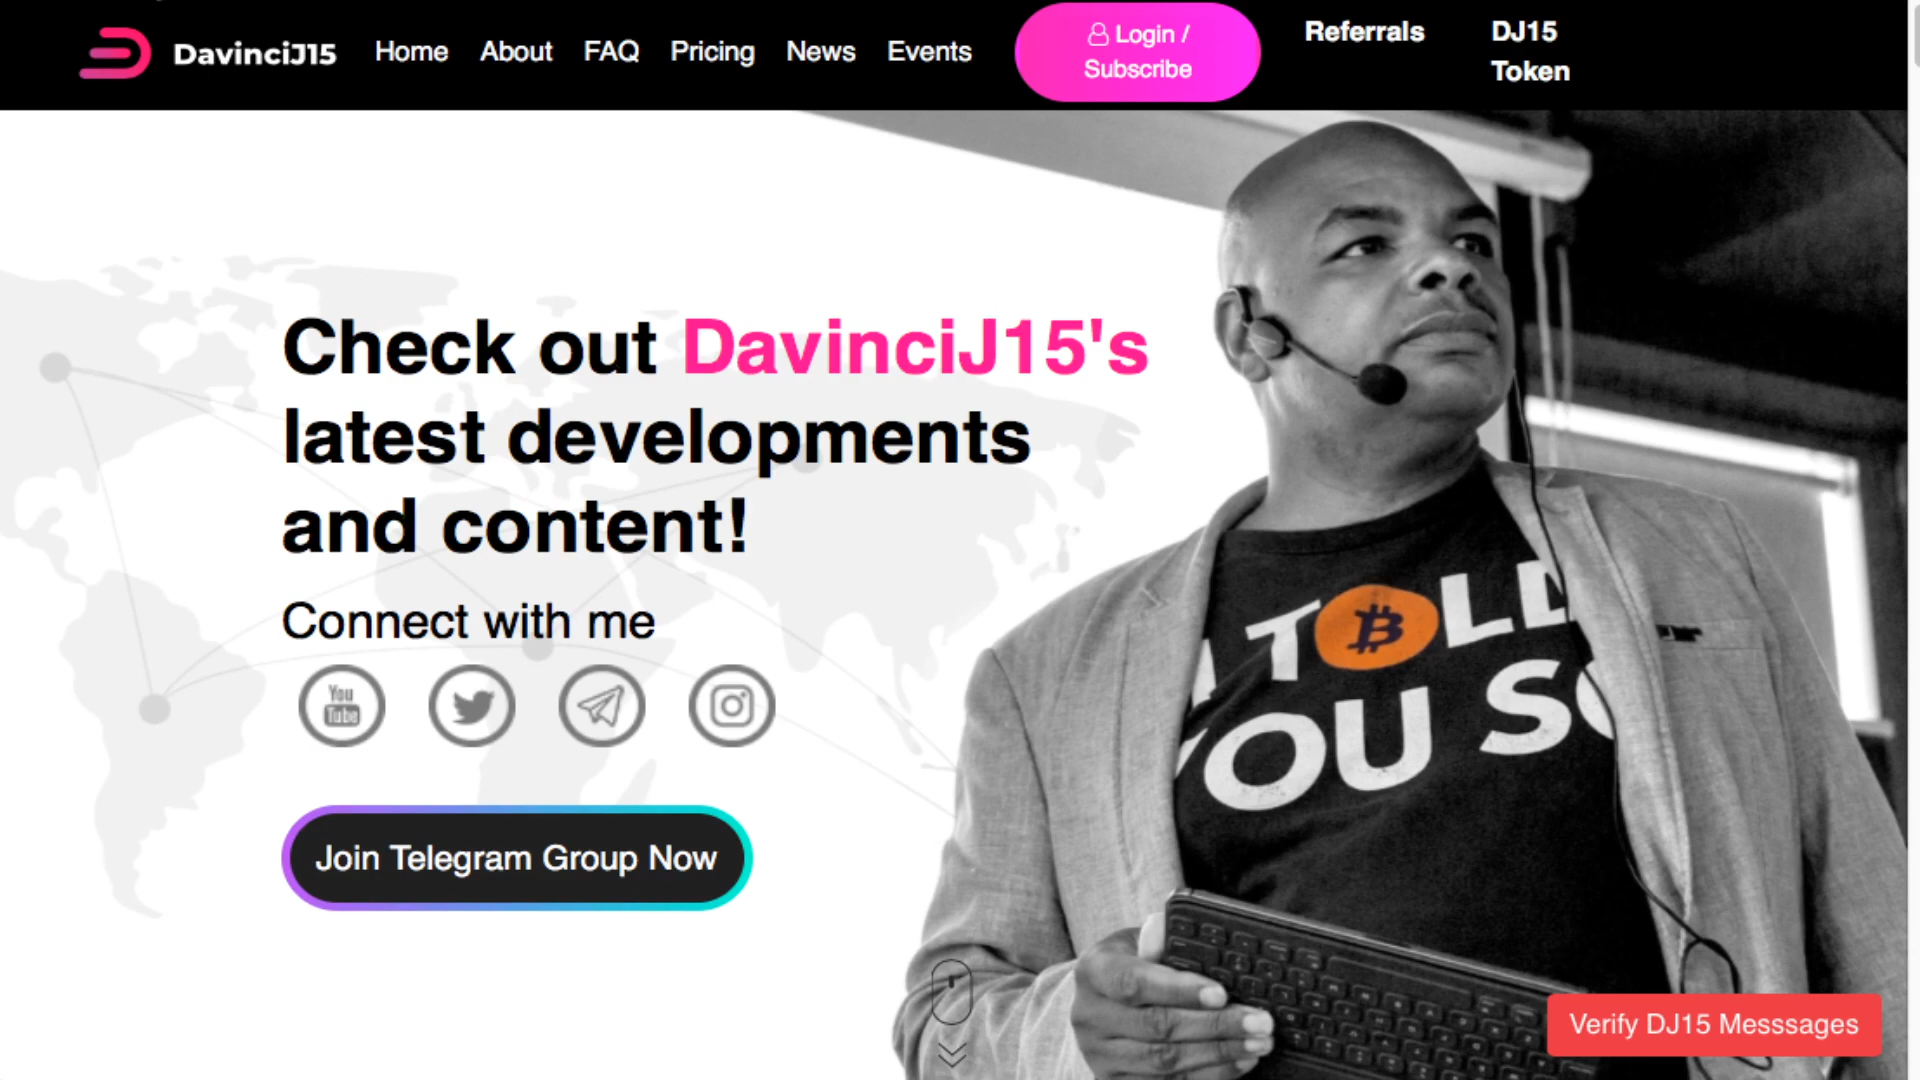 DavinciJ15
Home
About
FAQ
Pricing
News
Events
Login /
Subscribe
Referrals
DJ15
Token
Check out DavinciJ15's
latest developments
and content!
Connect with me
You
Tube
Join Telegram Group Now
I T₿LD
YOU SO
Verify DJ15 Messsages